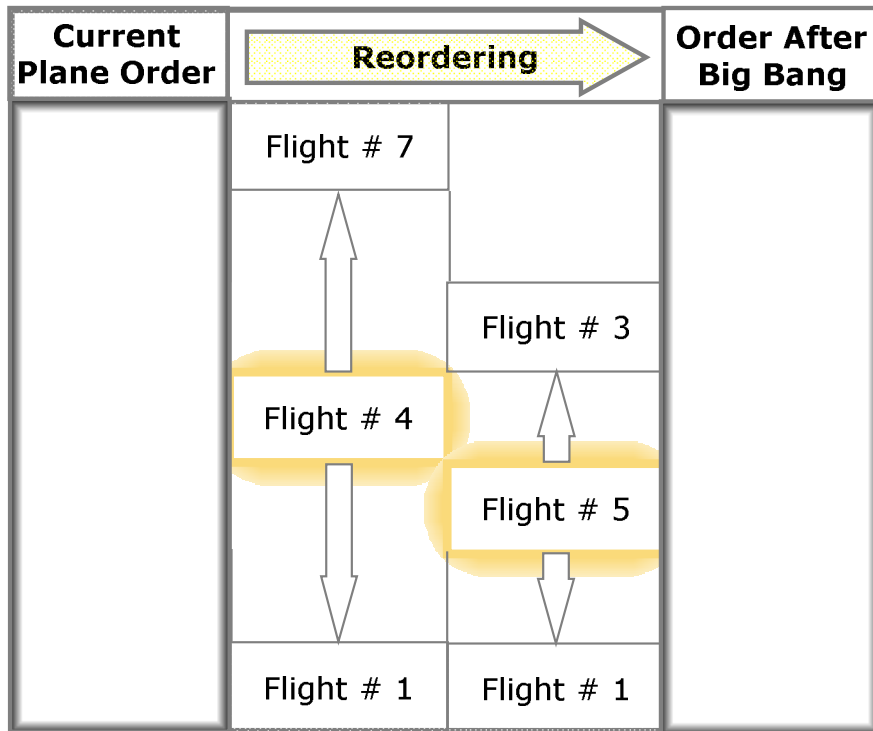 Current
Plane Order
Reordering
Order After
Big Bang
Flight # 7
Flight # 3
Flight # 4
Flight # 5
Flight # 1
Flight # 1